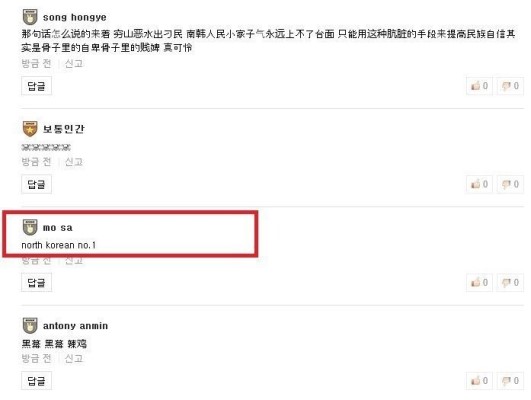 song hongye
那句话怎么说的来着 穷山恶水出刁民 南韩人民小家子气永远上不了台面 只能用这种肮脏的手段来提高民族自信其
实是骨子里的自卑骨子里的贱婢 真可怜
방금 전 신고
답글 0 0
보통인간
방금 전 신고
답글 0 0
mo sa
north korean no.1
방금 전 신고
답글 0 0
antony anmin
黑幕 黑幕 辣鸡
방금 전 신고
답글 0 0